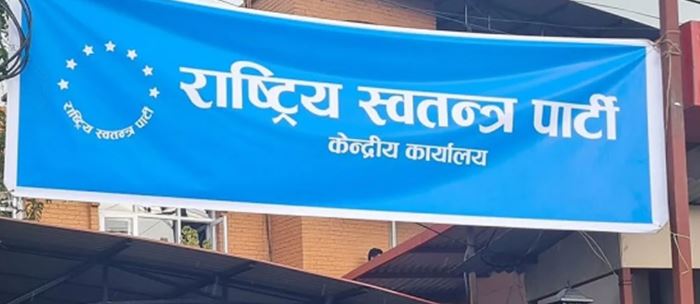 राष्ट्रिय स्वतन्त्र पार्टी
राष्ट्रिय स्वतन्त्र पार्टी
केन्द्रीय कार्यालय